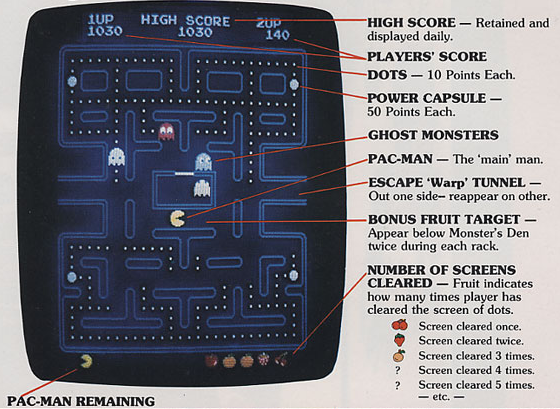 1UP HIGH SCORE 2UP
1030 1030 140
HIGH SCORE — Retained and
displayed daily.
PLAYERS' SCORE
DOTS — 10 Points Each.
POWER CAPSULE —
50 Points Each.
GHOST MONSTERS
PAC-MAN — The 'main' man.
ESCAPE 'Warp' TUNNEL —
Out one side– reappear on other.
BONUS FRUIT TARGET —
Appear below Monster's Den
twice during each rack.
NUMBER OF SCREENS
CLEARED — Fruit indicates
how many times player has
cleared the screen of dots.
Screen cleared once.
Screen cleared twice.
Screen cleared 3 times.
? Screen cleared 4 times.
? Screen cleared 5 times.
— etc. —
PAC-MAN REMAINING